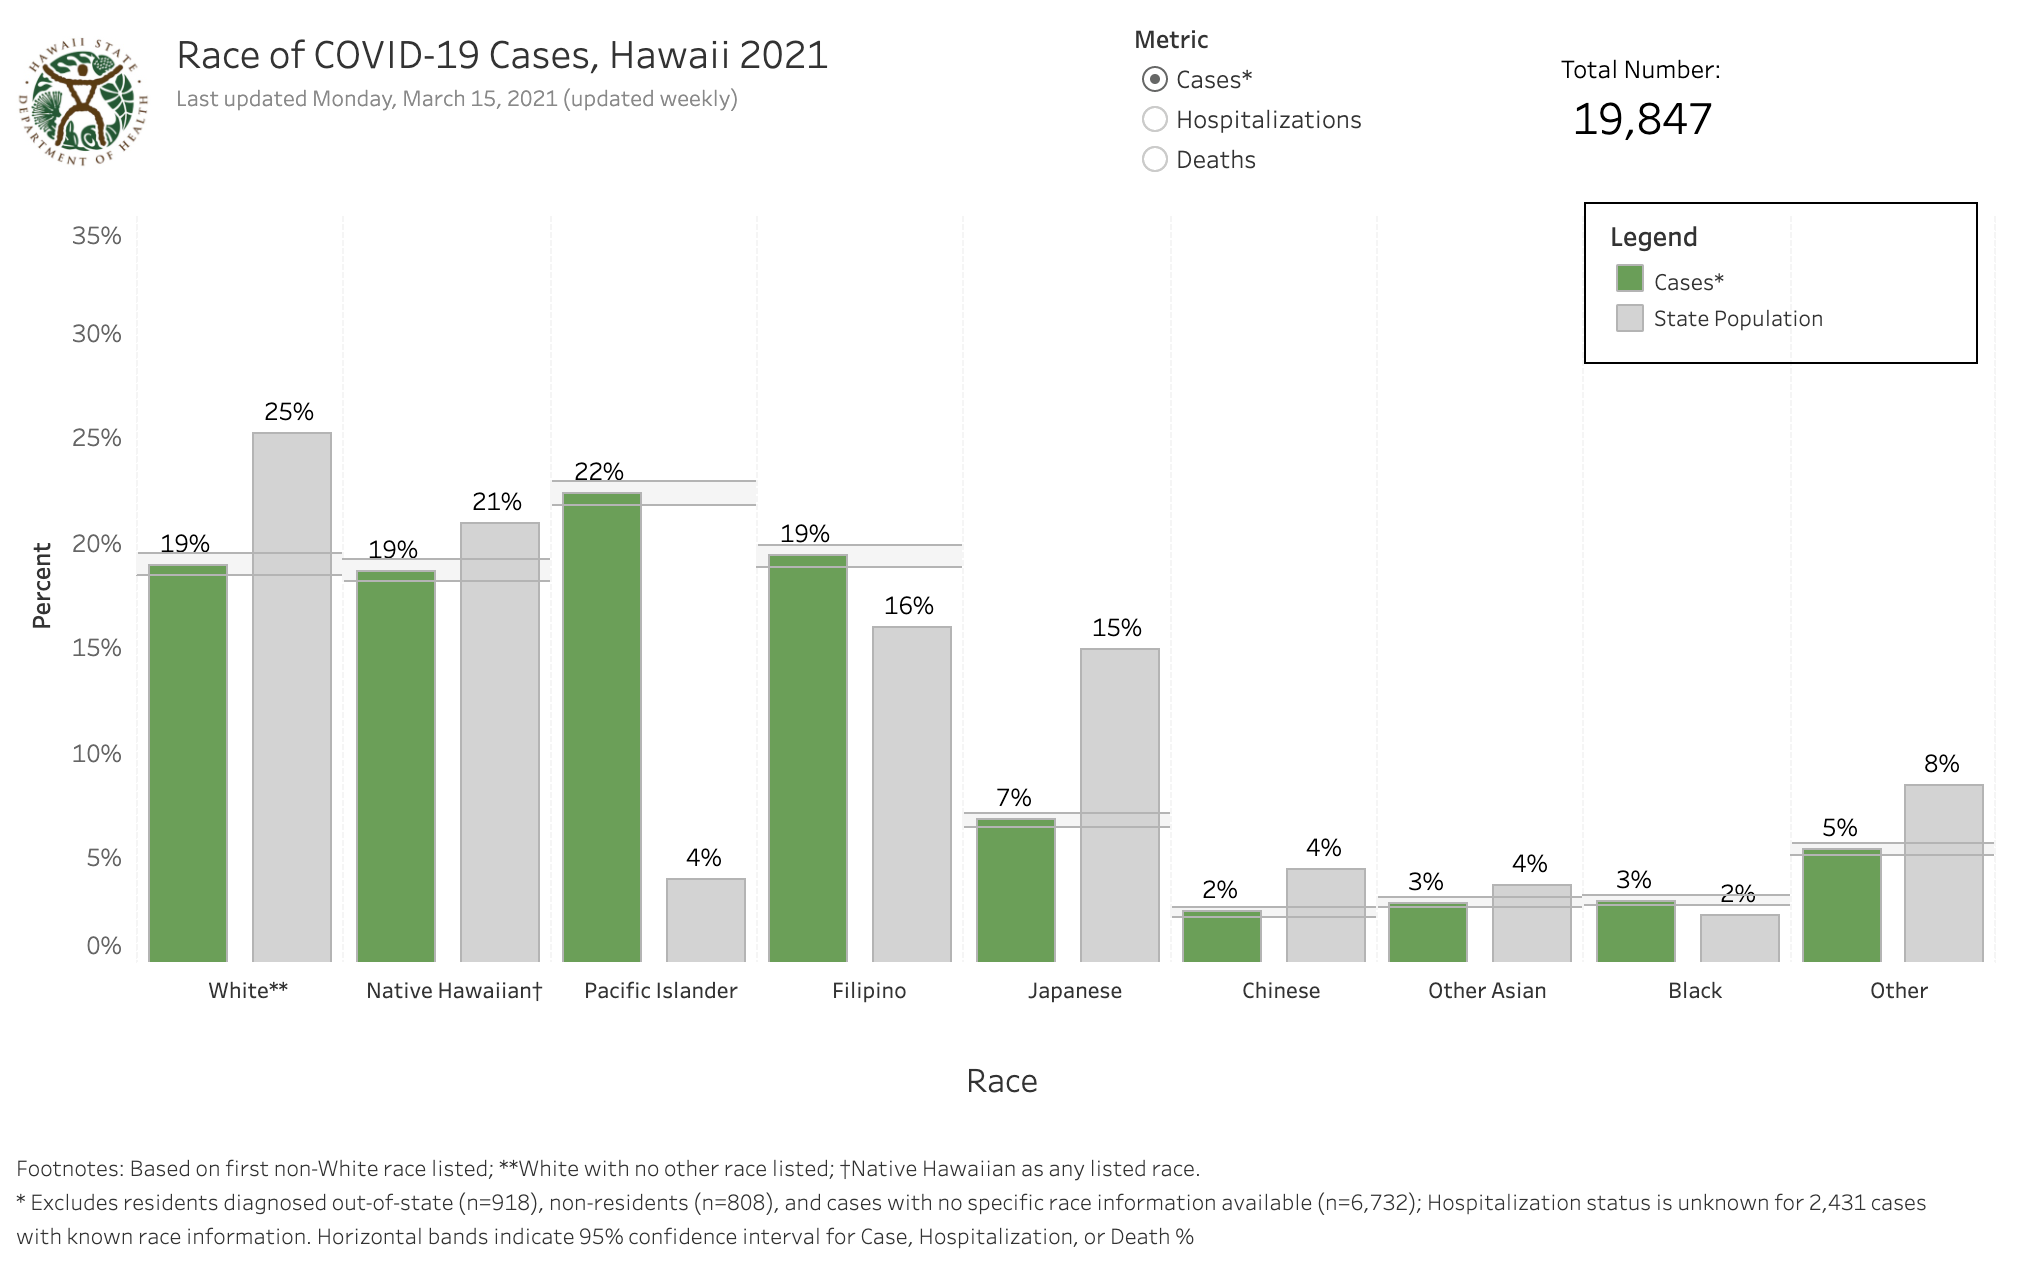 HAWAII STATE
DEPARTMENT OF HEALTH
Race of COVID-19 Cases, Hawaii 2021
Last updated Monday, March 15, 2021 (updated weekly)
Metric
Cases*
Hospitalizations
Deaths
Total Number:
19,847
Legend
Cases*
State Population
Percent
35%
30%
25%
20%
15%
10%
5%
0%
19%
25%
19%
21%
22%
4%
19%
16%
7%
15%
2%
4%
3%
4%
3%
2%
5%
8%
White**
Native Hawaiian†
Pacific Islander
Filipino
Japanese
Chinese
Other Asian
Black
Other
Race
Footnotes: Based on first non-White race listed; **White with no other race listed; †Native Hawaiian as any listed race.
* Excludes residents diagnosed out-of-state (n=918), non-residents (n=808), and cases with no specific race information available (n=6,732); Hospitalization status is unknown for 2,431 cases
with known race information. Horizontal bands indicate 95% confidence interval for Case, Hospitalization, or Death %